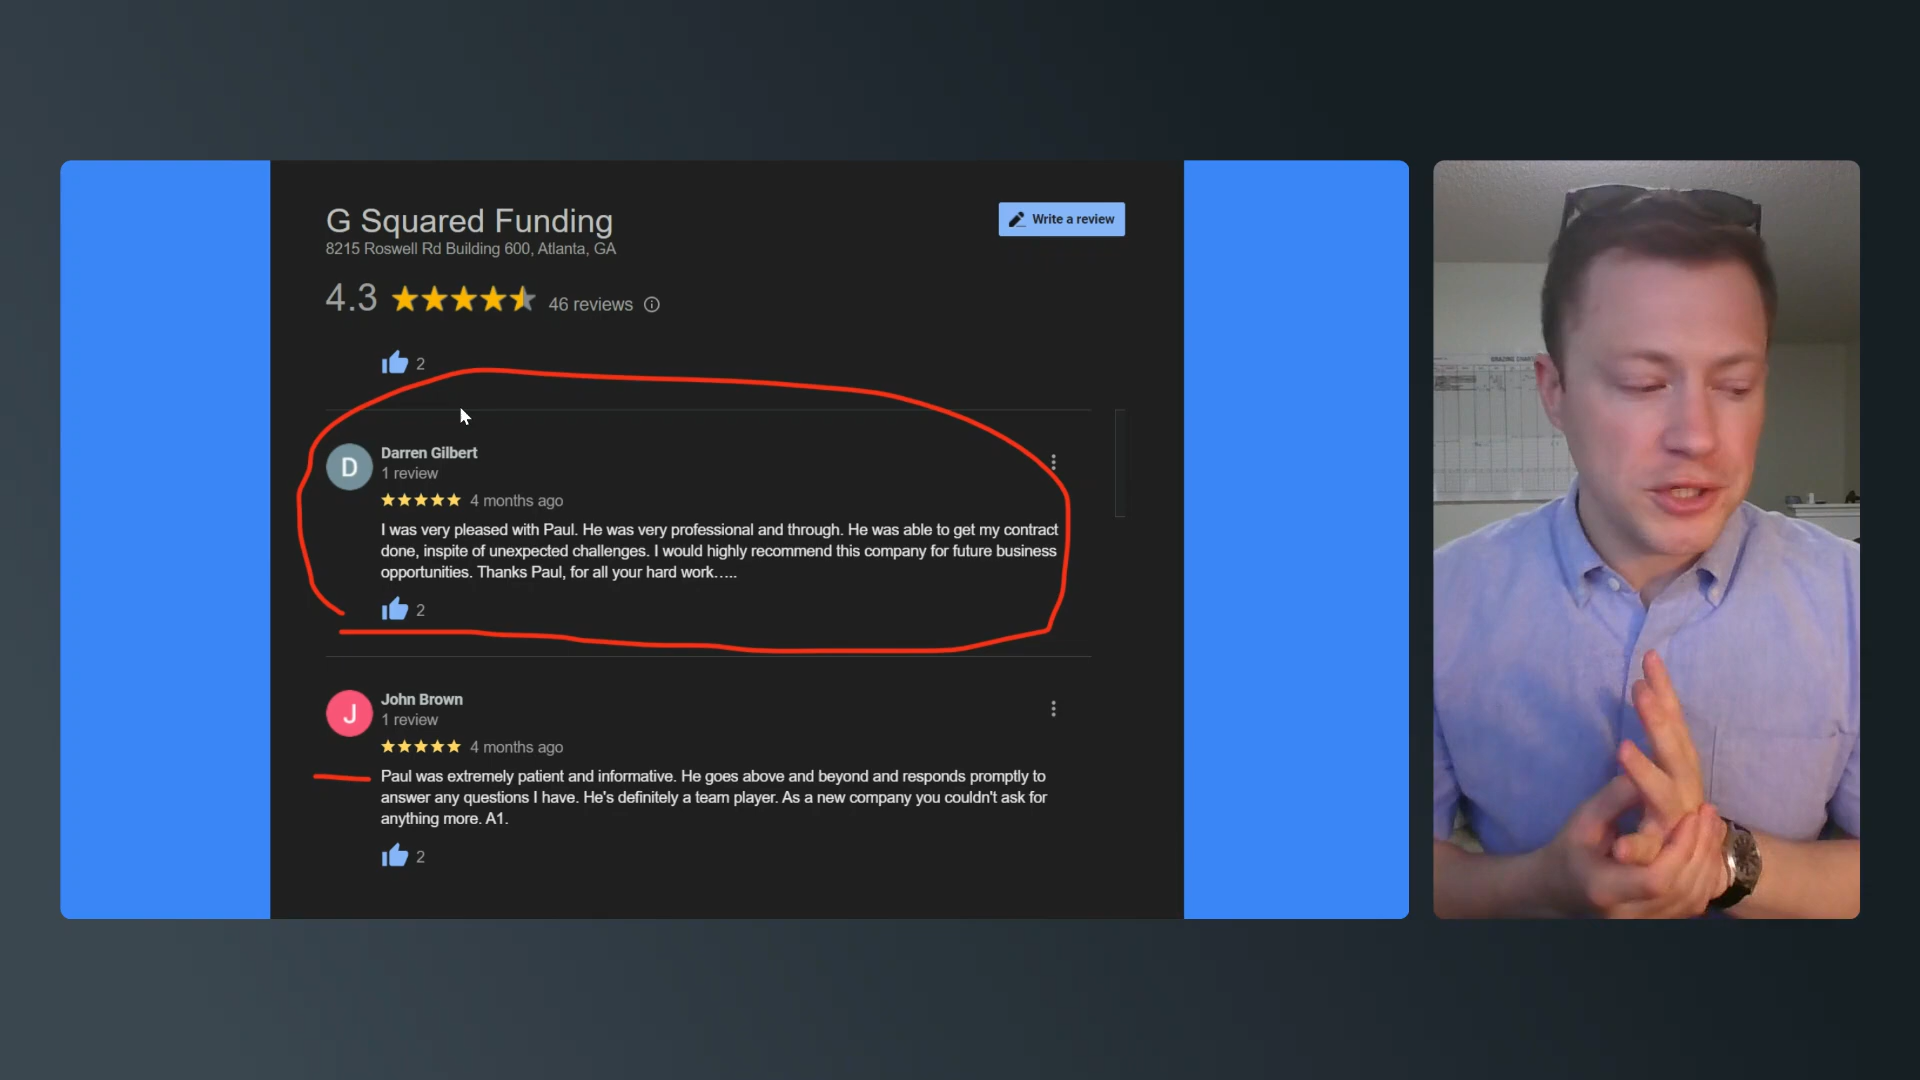 G Squared Funding
8215 Roswell Rd Building 600, Atlanta, GA
Write a review
4.3 46 reviews
2
D
Darren Gilbert
1 review
4 months ago
I was very pleased with Paul. He was very professional and through. He was able to get my contract
done, inspite of unexpected challenges. I would highly recommend this company for future business
opportunities. Thanks Paul, for all your hard work…..
2
J
John Brown
1 review
4 months ago
Paul was extremely patient and informative. He goes above and beyond and responds promptly to
answer any questions I have. He's definitely a team player. As a new company you couldn't ask for
anything more. A1.
2